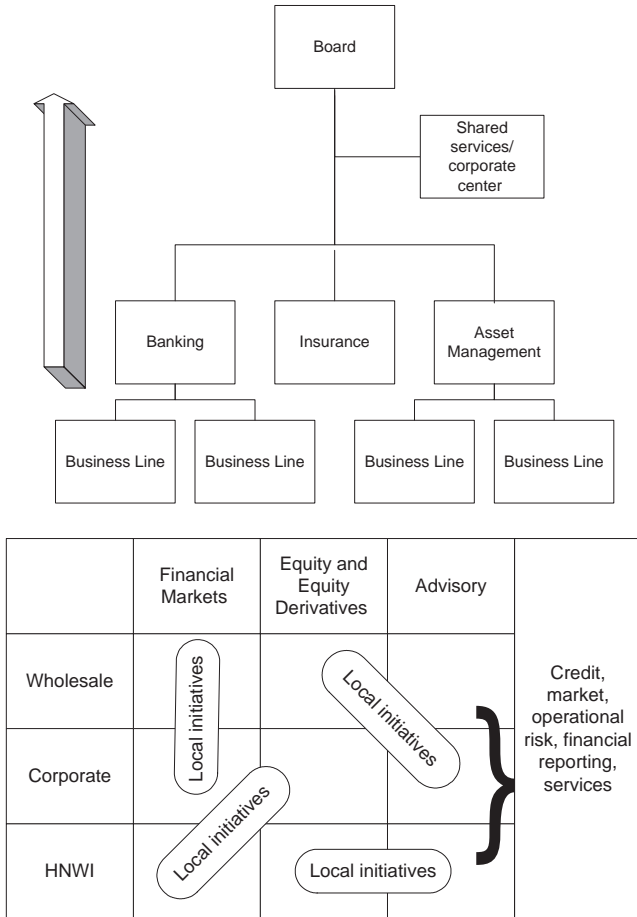 Board
Shared
services/
corporate
center
Banking
Insurance
Asset
Management
Business Line
Business Line
Business Line
Business Line
Financial
Markets
Equity and
Equity
Derivatives
Advisory
Wholesale
Local initiatives
Local initiatives
Credit,
market,
operational
risk, financial
reporting,
services
Corporate
Local initiatives
HNWI
Local initiatives